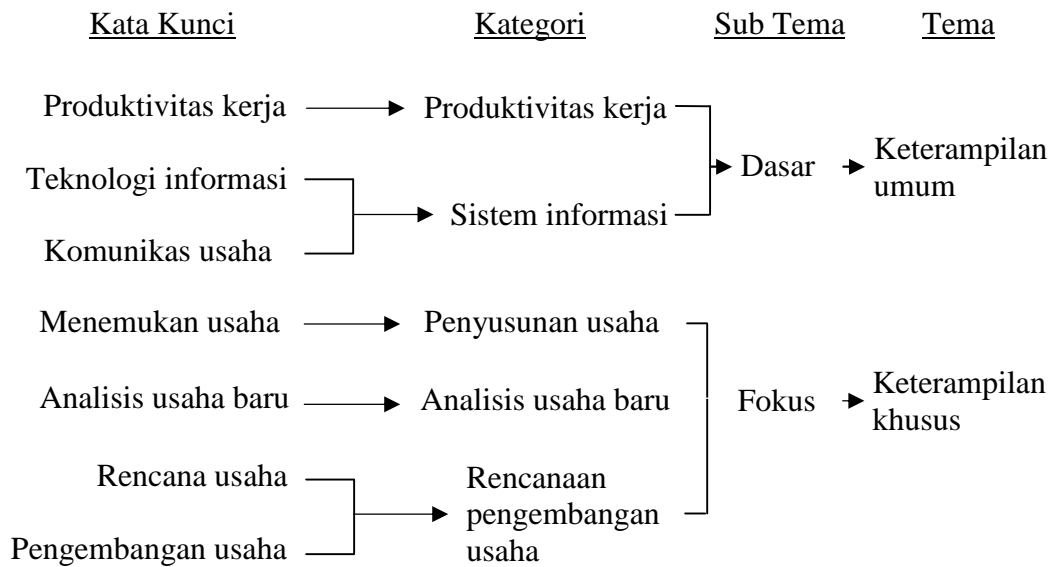 Kata Kunci Kategori Sub Tema Tema
Produktivitas kerja Produktivitas kerja
Dasar Keterampilan
umum
Teknologi informasi
Sistem informasi
Komunikas usaha
Menemukan usaha Penyusunan usaha
Analisis usaha baru Analisis usaha baru Fokus Keterampilan
khusus
Rencana usaha Rencanaan
pengembangan
usaha
Pengembangan usaha